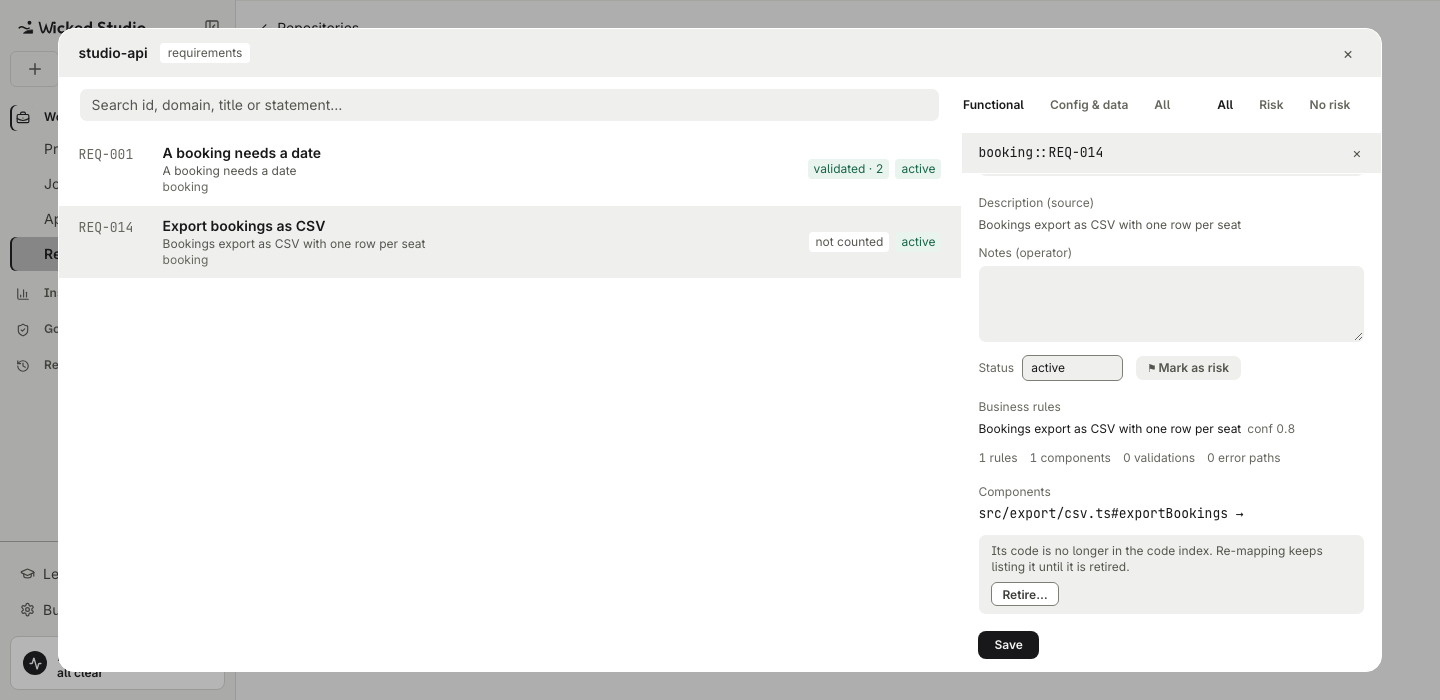 Wicked Studio
Repositories
studio-api
requirements
×
Search id, domain, title or statement...
Functional
Config & data
All
All
Risk
No risk
REQ-001
A booking needs a date
A booking needs a date
booking
validated · 2
active
REQ-014
Export bookings as CSV
Bookings export as CSV with one row per seat
booking
not counted
active
booking::REQ-014
×
Description (source)
Bookings export as CSV with one row per seat
Notes (operator)
Status
active
⚑ Mark as risk
Business rules
Bookings export as CSV with one row per seat conf 0.8
1 rules 1 components 0 validations 0 error paths
Components
src/export/csv.ts#exportBookings →
Its code is no longer in the code index. Re-mapping keeps
listing it until it is retired.
Retire...
Save
all clear